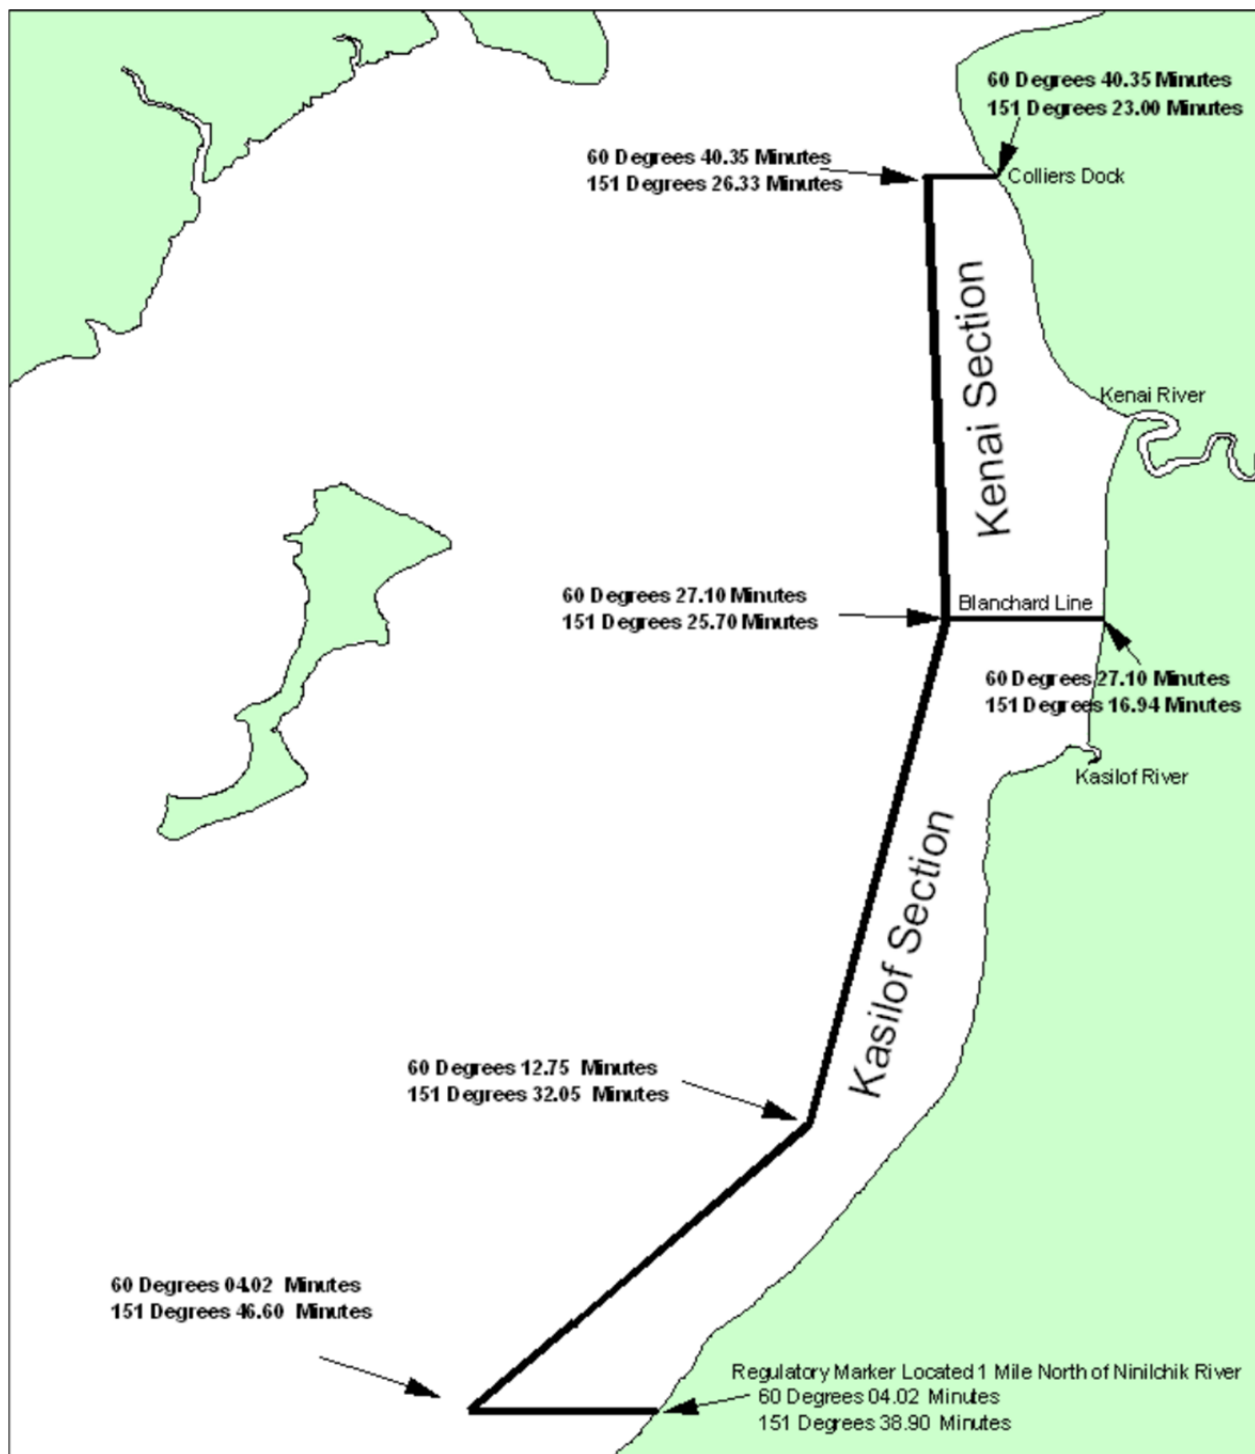 60 Degrees 40.35 Minutes
151 Degrees 23.00 Minutes
60 Degrees 40.35 Minutes
151 Degrees 26.33 Minutes
Colliers Dock
Kenai Section
Kenai River
60 Degrees 27.10 Minutes
151 Degrees 25.70 Minutes
Blanchard Line
60 Degrees 27.10 Minutes
151 Degrees 16.94 Minutes
Kasilof River
Kasilof Section
60 Degrees 12.75 Minutes
151 Degrees 32.05 Minutes
60 Degrees 04.02 Minutes
151 Degrees 46.60 Minutes
Regulatory Marker Located 1 Mile North of Ninilchik River
60 Degrees 04.02 Minutes
151 Degrees 38.90 Minutes